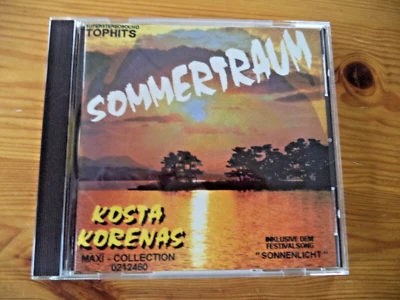 SUPERSTEREOSOUND
TOPHITS
SOMMERTRAUM
KOSTA
KORENAS
MAXI - COLLECTION
0212460
INKLUSIVE DEM
FESTIVALSONG
"SONNENLICHT"